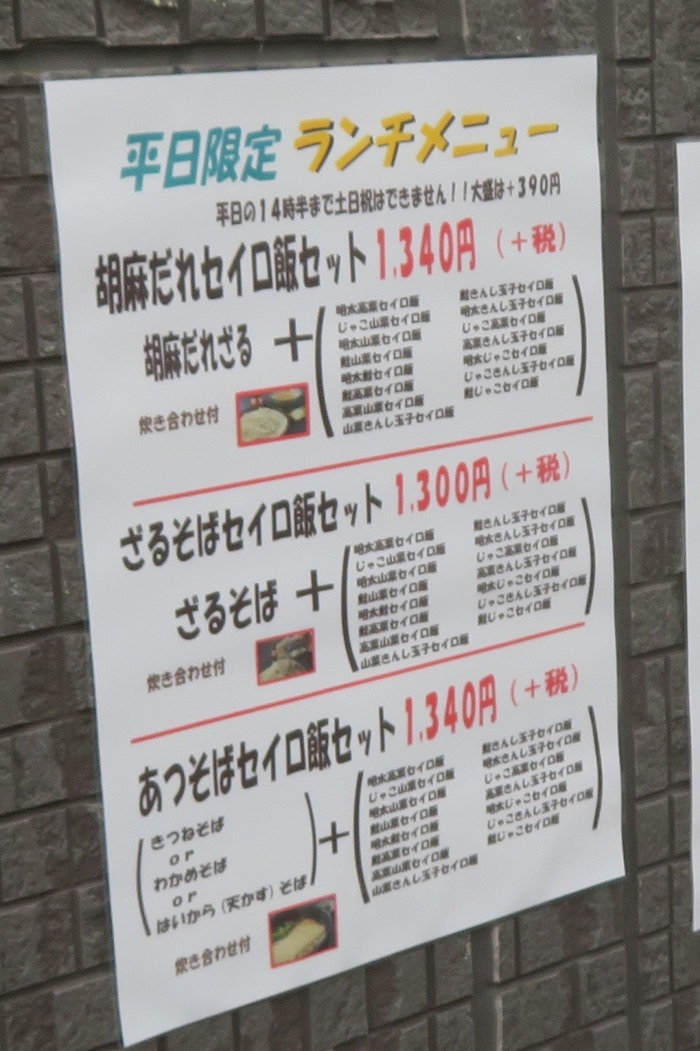 平日限定 ランチメニュー
平日の14時半まで土日祝はできません!!大盛は+390円
胡麻だれセイロ飯セット 1,340円 (+税)
胡麻だれざる + (
明太高菜セイロ飯
じゃこ山菜セイロ飯
明太山菜セイロ飯
鮭山菜セイロ飯
明太鮭セイロ飯
鮭高菜セイロ飯
高菜山菜セイロ飯
山菜きんし玉子セイロ飯
鮭きんし玉子セイロ飯
明太きんし玉子セイロ飯
じゃこ高菜セイロ飯
高菜きんし玉子セイロ飯
明太じゃこセイロ飯
じゃこきんし玉子セイロ飯
鮭じゃこセイロ飯
)
炊き合わせ付
ざるそばセイロ飯セット 1,300円 (+税)
ざるそば + (
明太高菜セイロ飯
じゃこ山菜セイロ飯
明太山菜セイロ飯
鮭山菜セイロ飯
明太鮭セイロ飯
鮭高菜セイロ飯
高菜山菜セイロ飯
山菜きんし玉子セイロ飯
鮭きんし玉子セイロ飯
明太きんし玉子セイロ飯
じゃこ高菜セイロ飯
高菜きんし玉子セイロ飯
明太じゃこセイロ飯
じゃこきんし玉子セイロ飯
鮭じゃこセイロ飯
)
炊き合わせ付
あつそばセイロ飯セット 1,340円 (+税)
(
きつねそば
or
わかめそば
or
はいから(天かす)そば
) + (
明太高菜セイロ飯
じゃこ山菜セイロ飯
明太山菜セイロ飯
鮭山菜セイロ飯
明太鮭セイロ飯
鮭高菜セイロ飯
高菜山菜セイロ飯
山菜きんし玉子セイロ飯
鮭きんし玉子セイロ飯
明太きんし玉子セイロ飯
じゃこ高菜セイロ飯
高菜きんし玉子セイロ飯
明太じゃこセイロ飯
じゃこきんし玉子セイロ飯
鮭じゃこセイロ飯
)
炊き合わせ付